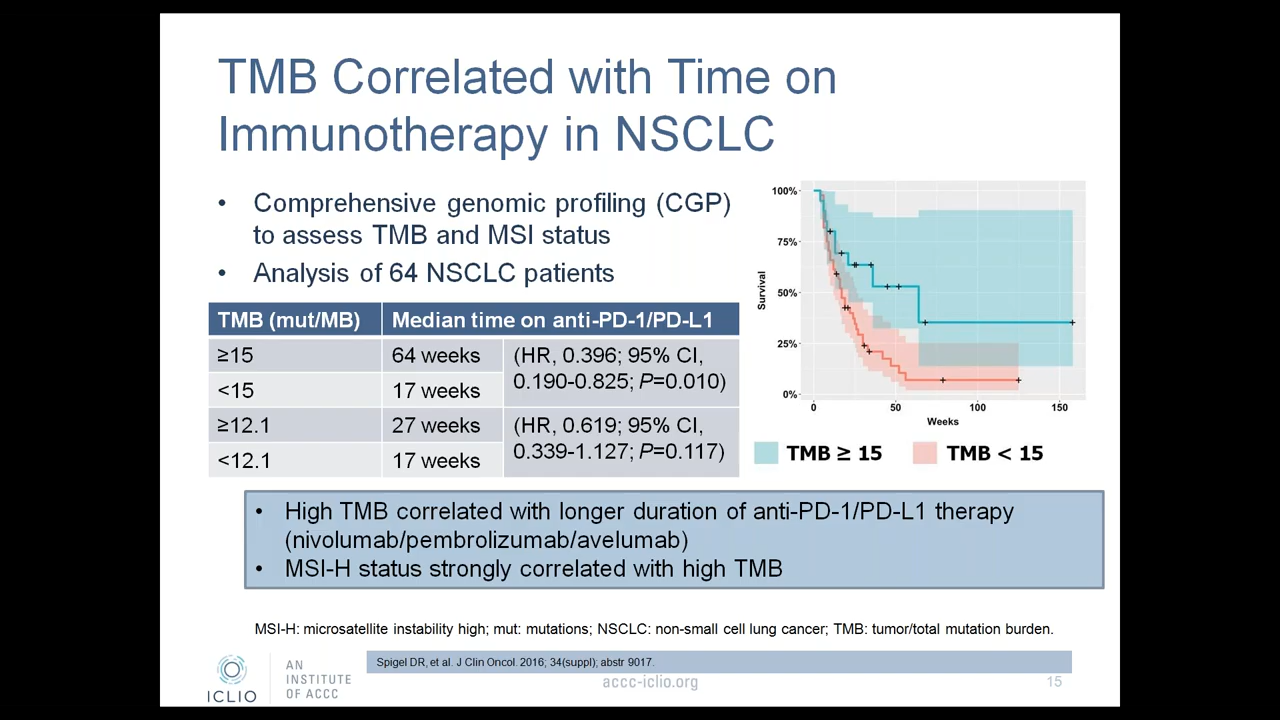 TMB Correlated with Time on
Immunotherapy in NSCLC
• Comprehensive genomic profiling (CGP)
to assess TMB and MSI status
• Analysis of 64 NSCLC patients
TMB (mut/MB) Median time on anti-PD-1/PD-L1
≥15 64 weeks (HR, 0.396; 95% CI,
0.190-0.825; P=0.010)
<15 17 weeks
≥12.1 27 weeks (HR, 0.619; 95% CI,
0.339-1.127; P=0.117)
<12.1 17 weeks
100%
75%
50%
25%
0%
Survival
0 50 100 150
Weeks
TMB ≥ 15 TMB < 15
• High TMB correlated with longer duration of anti-PD-1/PD-L1 therapy
(nivolumab/pembrolizumab/avelumab)
• MSI-H status strongly correlated with high TMB
MSI-H: microsatellite instability high; mut: mutations; NSCLC: non-small cell lung cancer; TMB: tumor/total mutation burden.
Spigel DR, et al. J Clin Oncol. 2016; 34(suppl); abstr 9017.
ICLIO
AN
INSTITUTE
OF ACCC
accc-iclio.org
15